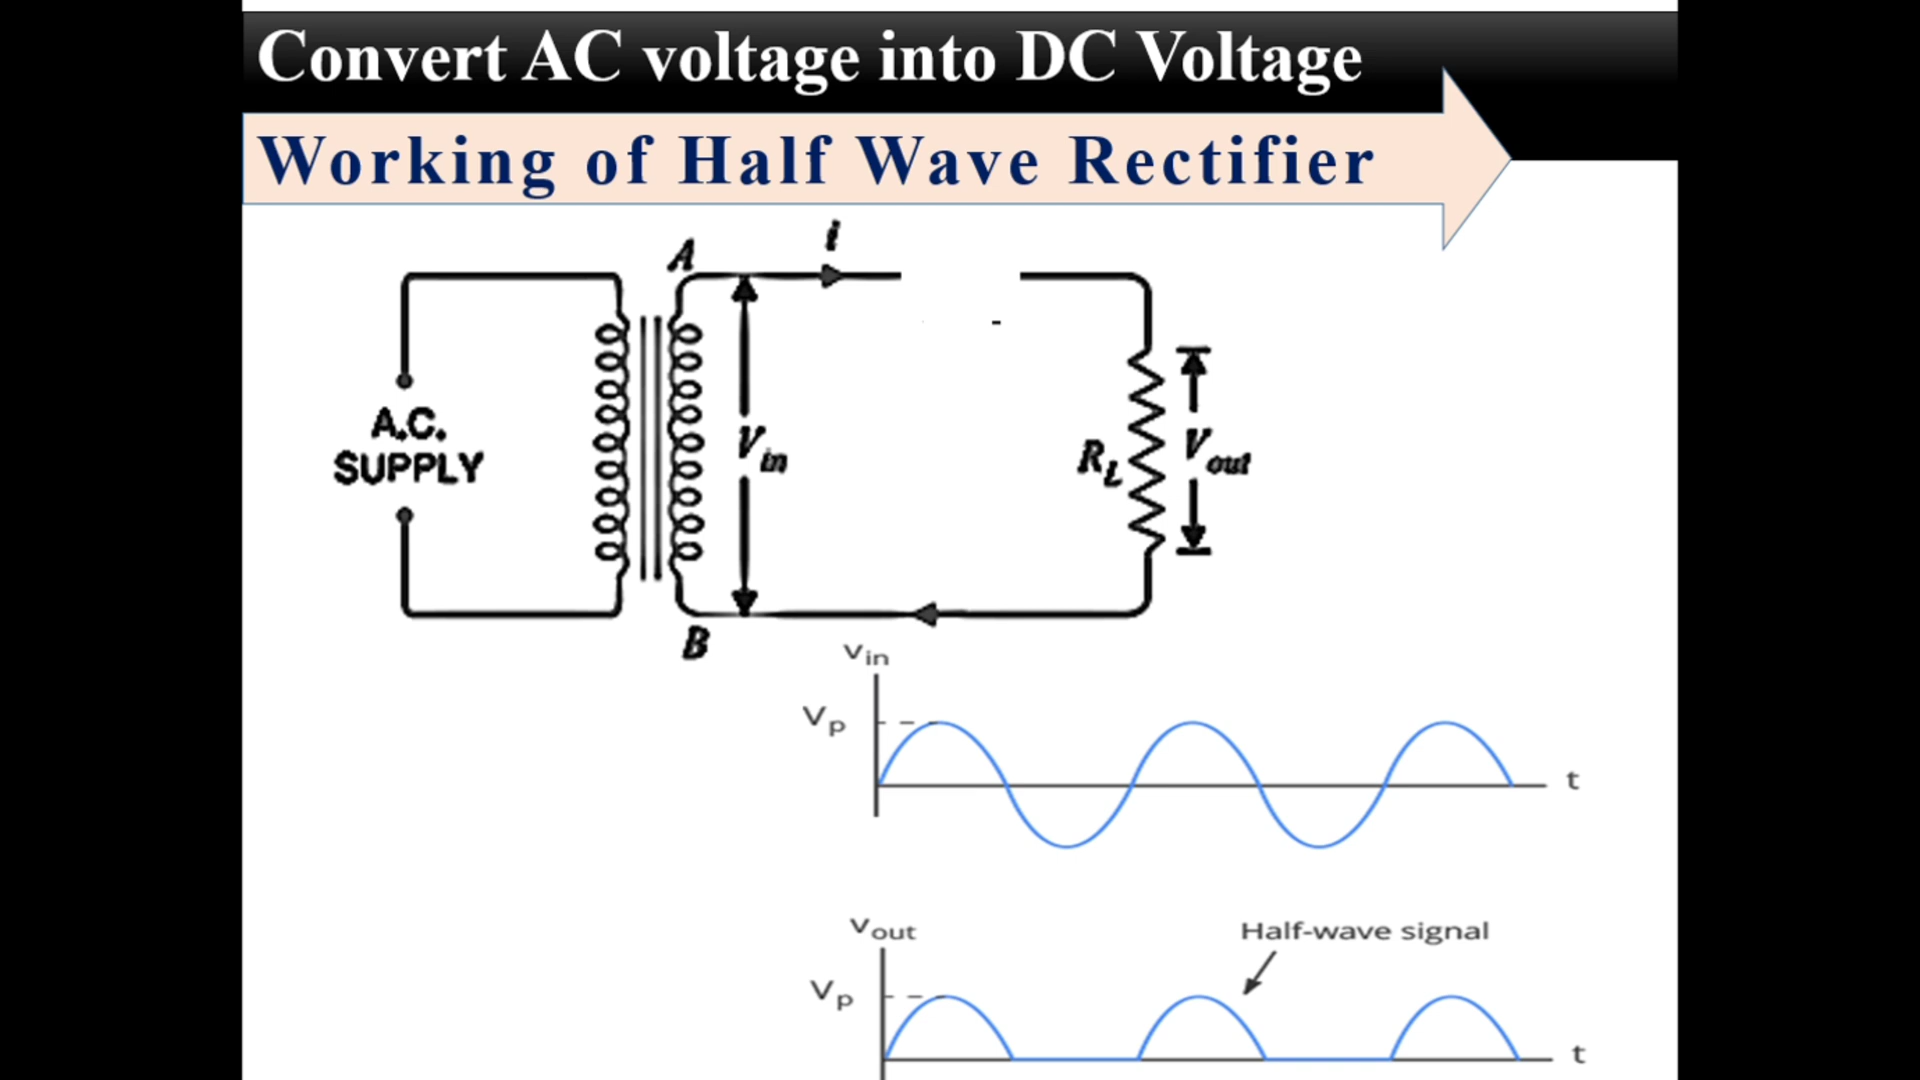 Convert AC voltage into DC Voltage
Working of Half Wave Rectifier
i
A
A.C.
SUPPLY
Vin
RL
Vout
B
vin
Vp
t
vout
Half-wave signal
Vp
t